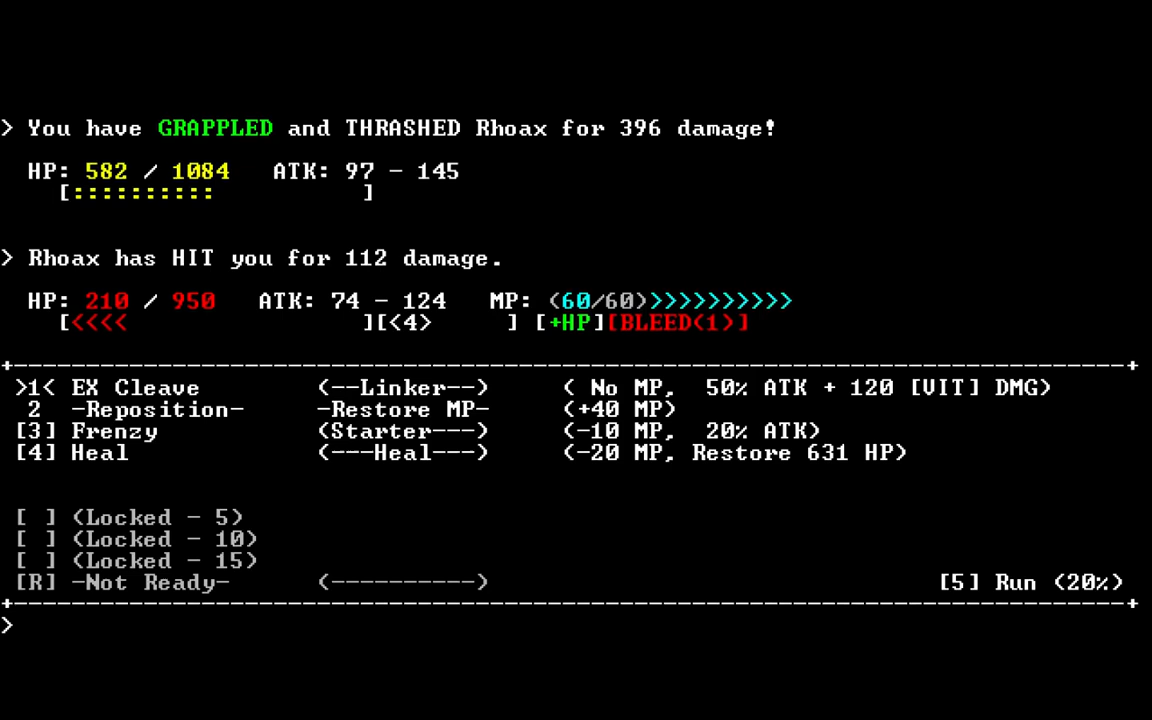 > You have GRAPPLED and THRASHED Rhoax for 396 damage!
HP: 582 / 1084 ATK: 97 - 145
[:::::::::: ]
> Rhoax has HIT you for 112 damage.
HP: 210 / 950 ATK: 74 - 124 MP: (60/60)>>>>>>>>>>
[<<<< ][<4> ] [+HP][BLEED(1)]
+------------------------------------------------------------------------------+
>1< EX Cleave (--Linker--) ( No MP, 50% ATK + 120 [VIT] DMG)
2 -Reposition- -Restore MP- (+40 MP)
[3] Frenzy (Starter---) (-10 MP, 20% ATK)
[4] Heal (---Heal---) (-20 MP, Restore 631 HP)
[ ] (Locked - 5)
[ ] (Locked - 10)
[ ] (Locked - 15)
[R] -Not Ready- (----------) [5] Run (20%)
+------------------------------------------------------------------------------+
>